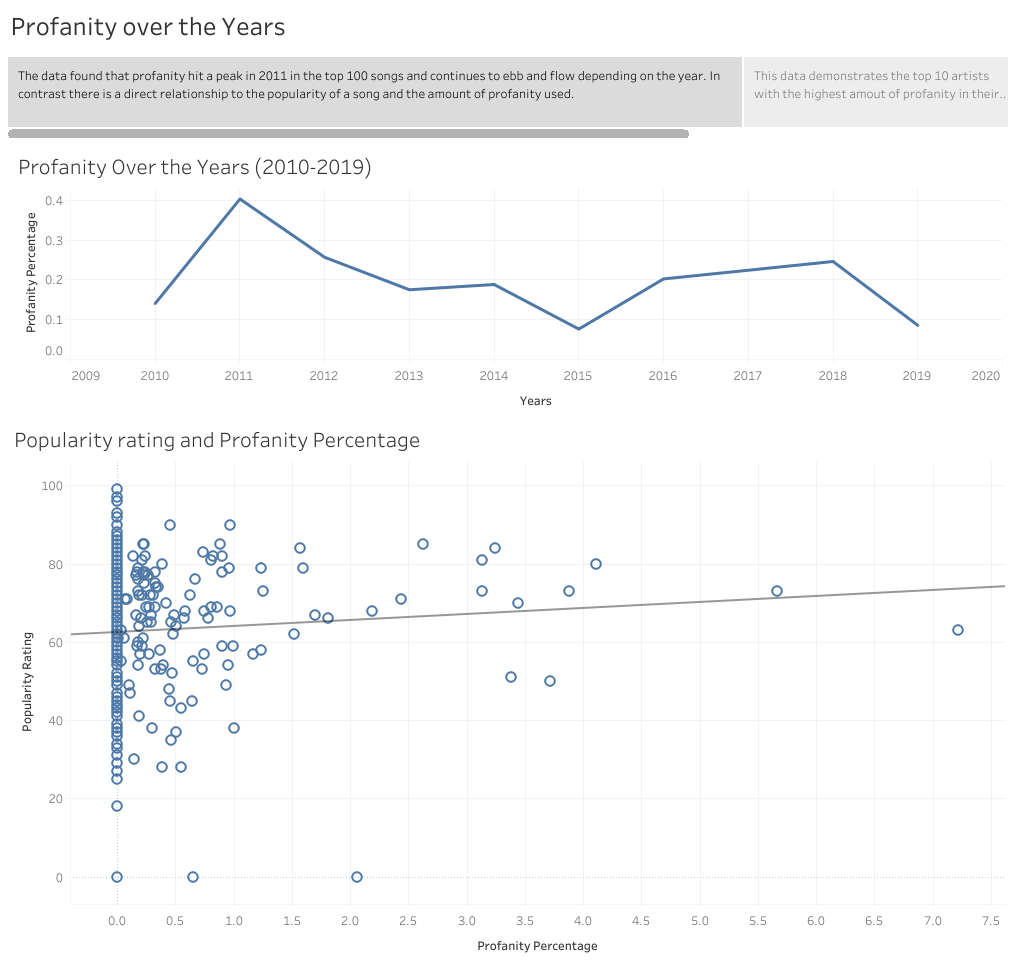 Profanity over the Years
The data found that profanity hit a peak in 2011 in the top 100 songs and continues to ebb and flow depending on the year. In
contrast there is a direct relationship to the popularity of a song and the amount of profanity used.
This data demonstrates the top 10 artists
with the highest amout of profanity in their..
Profanity Over the Years (2010-2019)
Profanity Percentage
0.4
0.3
0.2
0.1
0.0
2009 2010 2011 2012 2013 2014 2015 2016 2017 2018 2019 2020
Years
Popularity rating and Profanity Percentage
Popularity Rating
100
80
60
40
20
0
0.0 0.5 1.0 1.5 2.0 2.5 3.0 3.5 4.0 4.5 5.0 5.5 6.0 6.5 7.0 7.5
Profanity Percentage